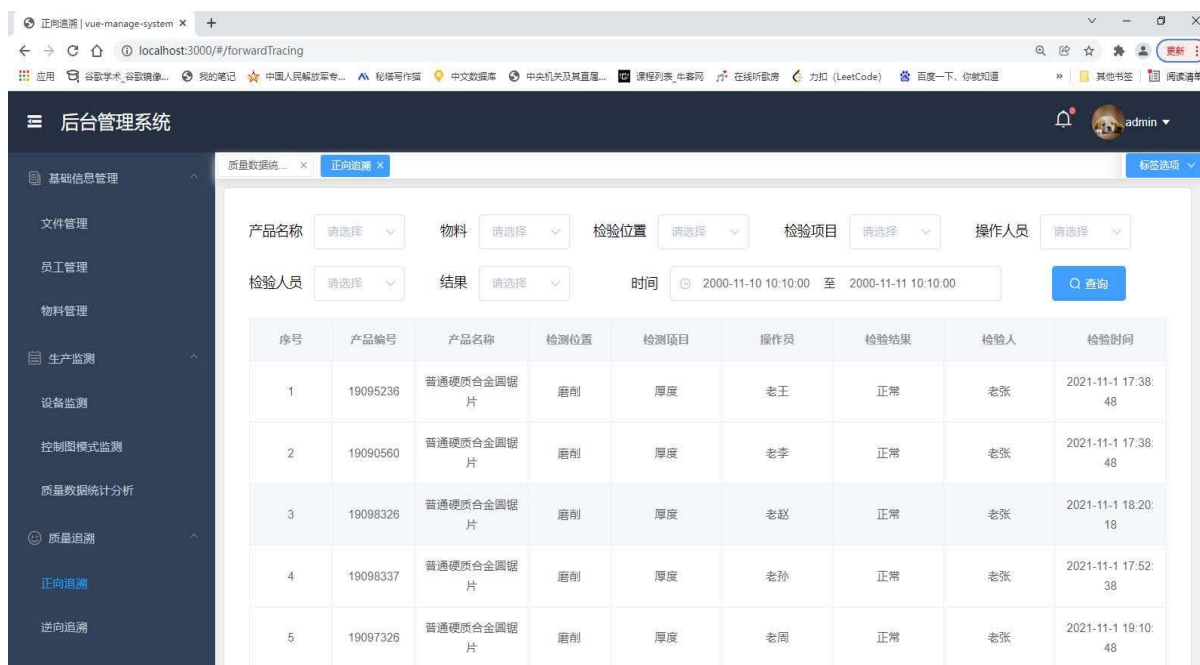 正向追溯 | vue-manage-system
localhost:3000/#/forwardTracing
更新
应用 谷歌学术_谷歌镜像... 我的笔记 中国人民解放军专... 秘塔写作猫 中文数据库 中央机关及其直属... 课程列表_牛客网 在线听歌房 力扣 (LeetCode) 百度一下，你就知道 » 其他书签 阅读清单
后台管理系统
admin
质量数据统... × 正向追溯 × 标签选项
基础信息管理
文件管理
员工管理
物料管理
生产监测
设备监测
控制图模式监测
质量数据统计分析
质量追溯
正向追溯
逆向追溯
产品名称 请选择 物料 请选择 检验位置 请选择 检验项目 请选择 操作人员 请选择
检验人员 请选择 结果 请选择 时间 2000-11-10 10:10:00 至 2000-11-11 10:10:00 查询
序号 产品编号 产品名称 检测位置 检测项目 操作员 检验结果 检验人 检验时间
1 19095236 普通硬质合金圆锯片 磨削 厚度 老王 正常 老张 2021-11-1 17:38:48
2 19090560 普通硬质合金圆锯片 磨削 厚度 老李 正常 老张 2021-11-1 17:38:48
3 19098326 普通硬质合金圆锯片 磨削 厚度 老赵 正常 老张 2021-11-1 18:20:18
4 19098337 普通硬质合金圆锯片 磨削 厚度 老孙 正常 老张 2021-11-1 17:52:38
5 19097326 普通硬质合金圆锯片 磨削 厚度 老周 正常 老张 2021-11-1 19:10:48